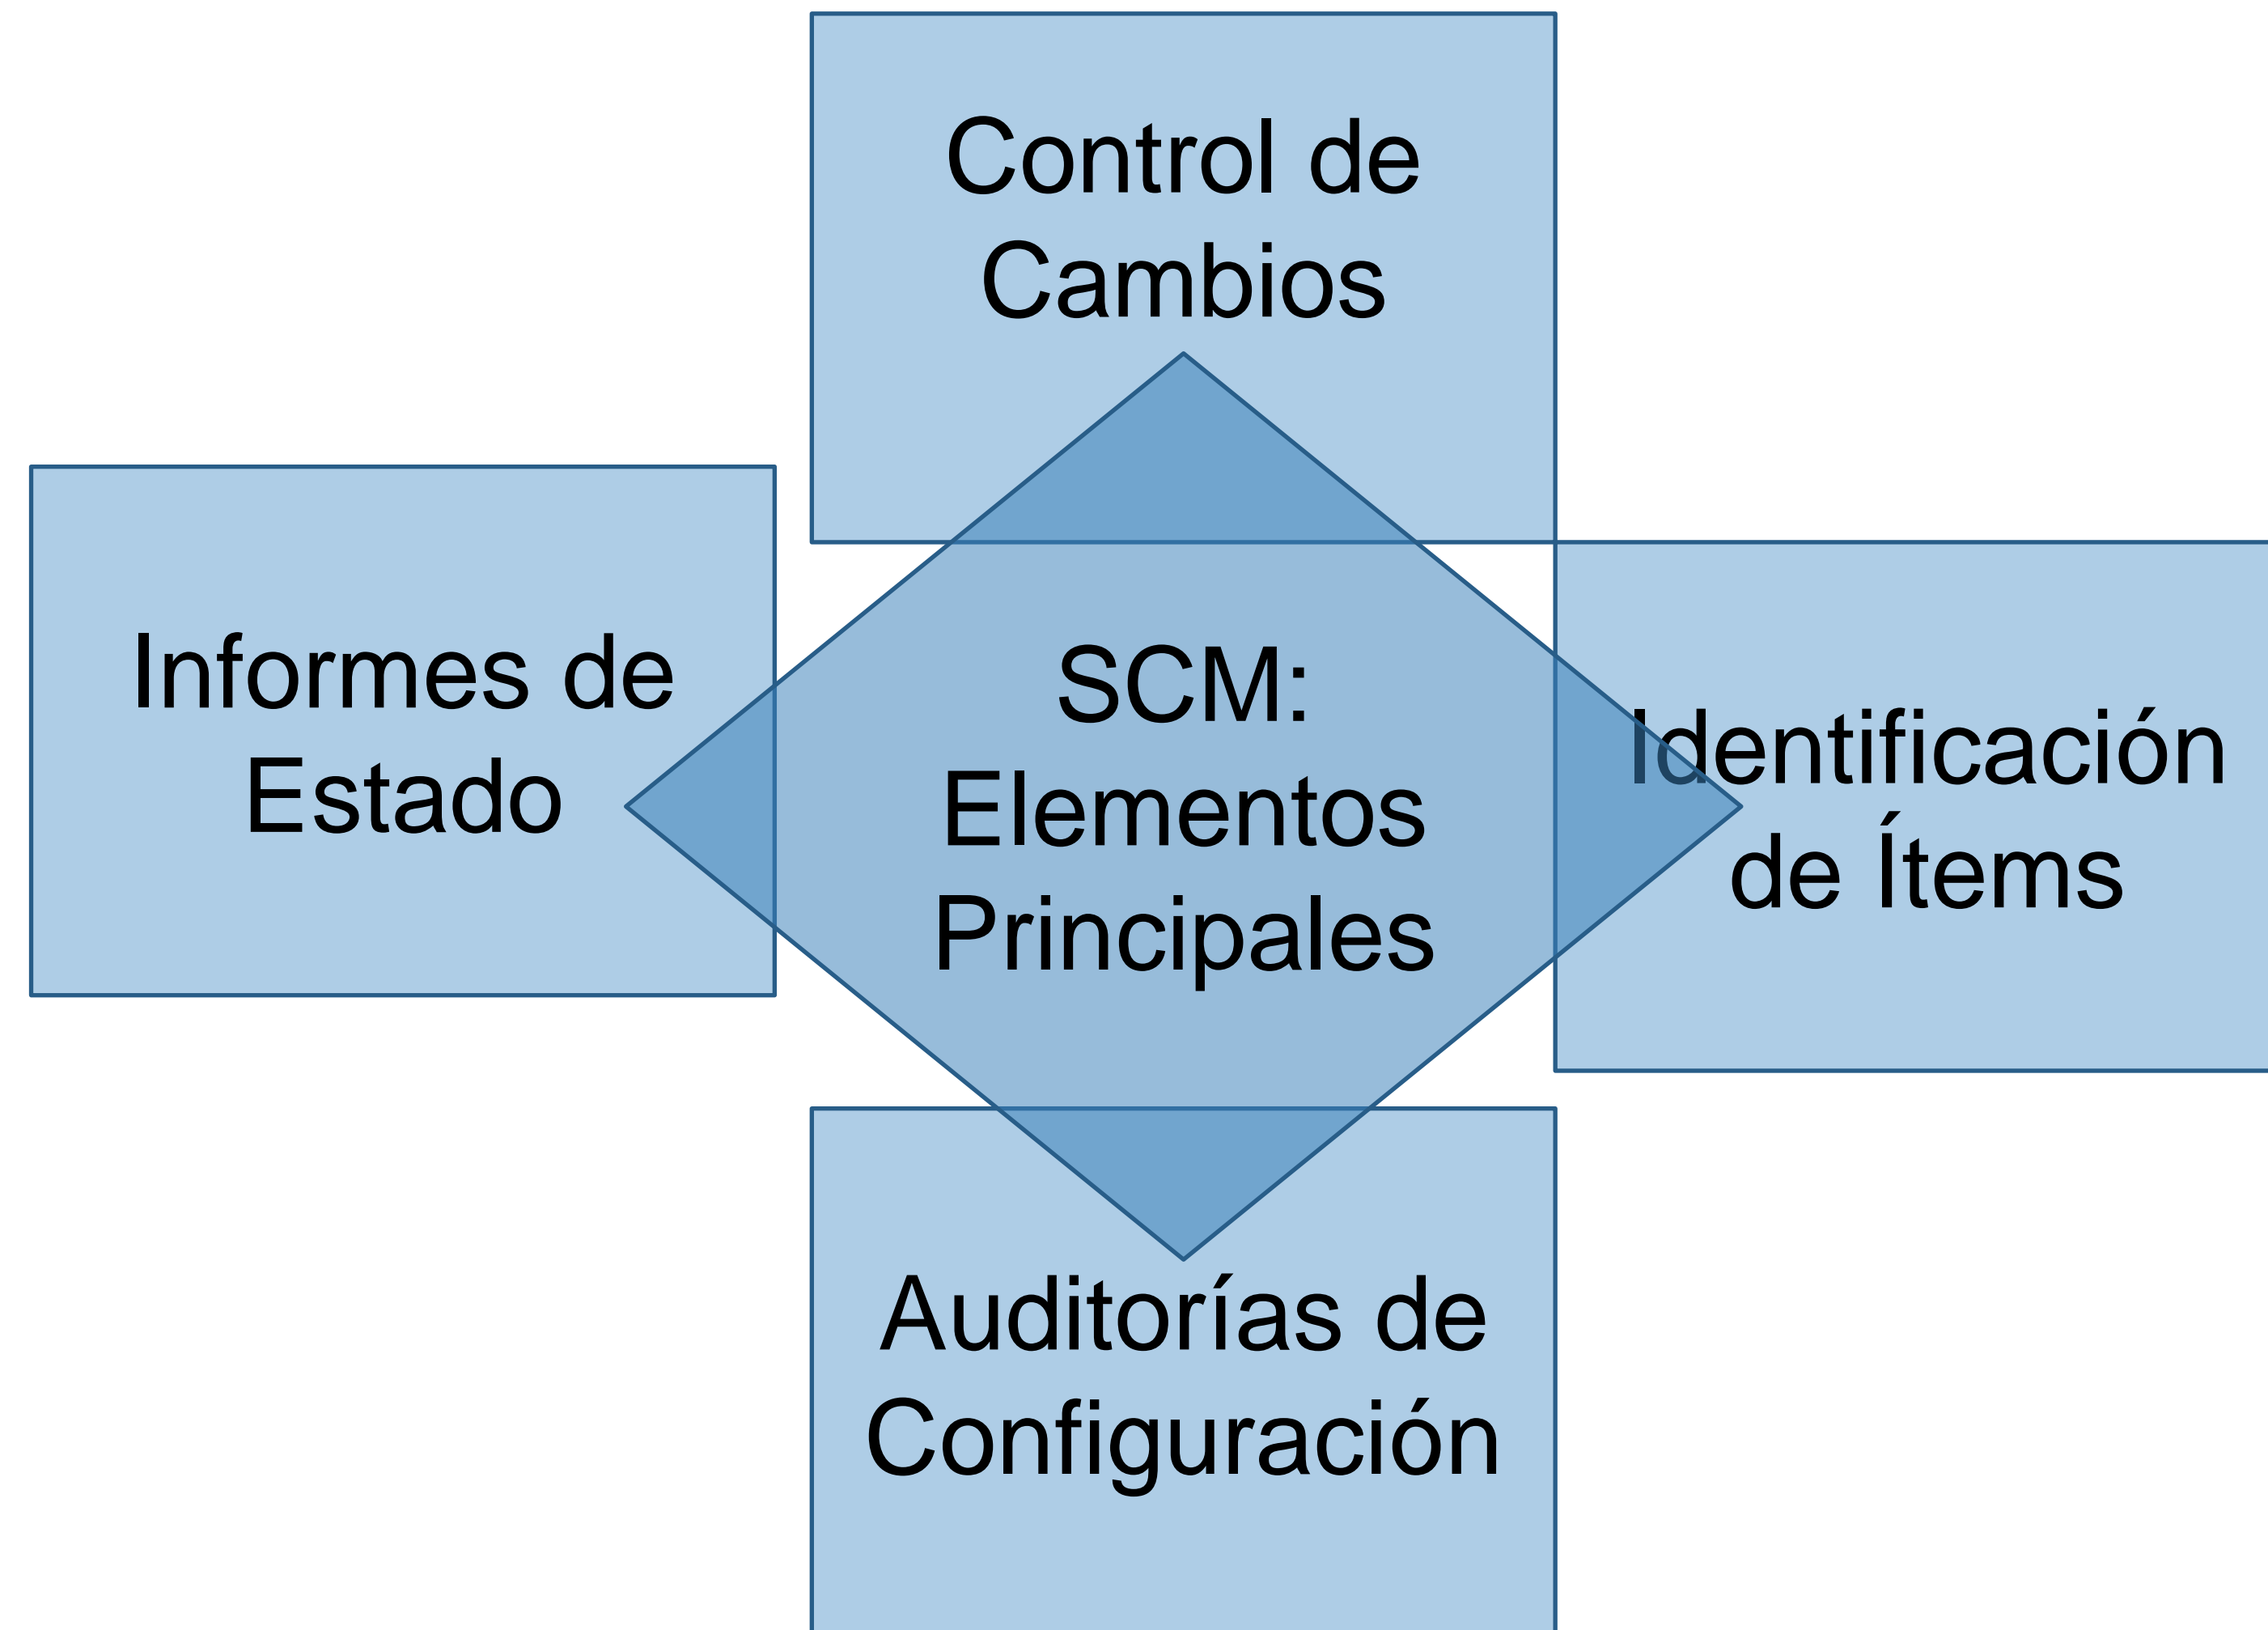 Control de
Cambios
Informes de
Estado
SCM:
Elementos
Principales
Identificación
de Ítems
Auditorías de
Configuración